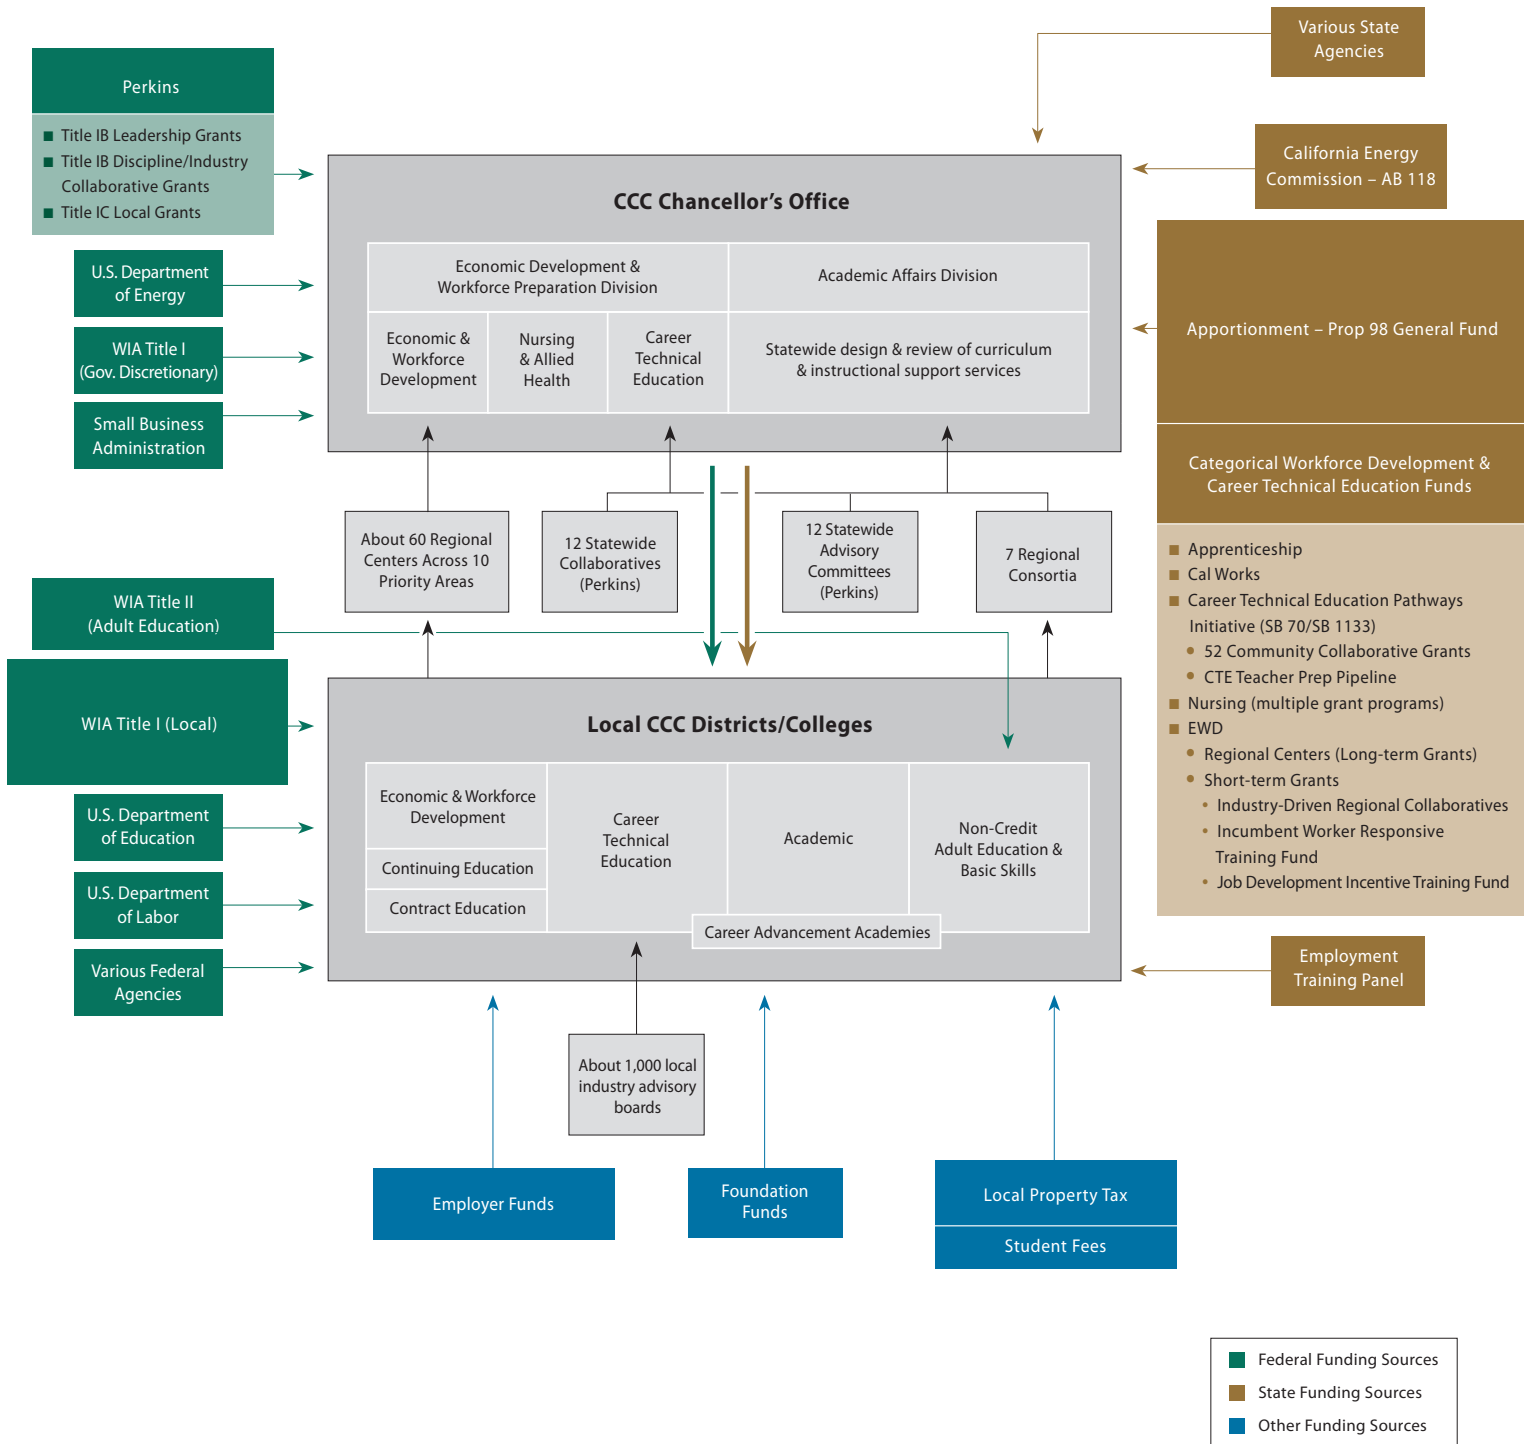 Various State
Agencies
Perkins
■ Title IB Leadership Grants
■ Title IB Discipline/Industry
Collaborative Grants
■ Title IC Local Grants
California Energy
Commission – AB 118
CCC Chancellor's Office
Economic Development &
Workforce Preparation Division
Academic Affairs Division
Economic &
Workforce
Development
Nursing
& Allied
Health
Career
Technical
Education
Statewide design & review of curriculum
& instructional support services
U.S. Department
of Energy
WIA Title I
(Gov. Discretionary)
Small Business
Administration
Apportionment – Prop 98 General Fund
Categorical Workforce Development &
Career Technical Education Funds
■ Apprenticeship
■ Cal Works
■ Career Technical Education Pathways
Initiative (SB 70/SB 1133)
• 52 Community Collaborative Grants
• CTE Teacher Prep Pipeline
■ Nursing (multiple grant programs)
■ EWD
• Regional Centers (Long-term Grants)
• Short-term Grants
• Industry-Driven Regional Collaboratives
• Incumbent Worker Responsive
Training Fund
• Job Development Incentive Training Fund
About 60 Regional
Centers Across 10
Priority Areas
12 Statewide
Collaboratives
(Perkins)
12 Statewide
Advisory
Committees
(Perkins)
7 Regional
Consortia
WIA Title II
(Adult Education)
WIA Title I (Local)
U.S. Department
of Education
U.S. Department
of Labor
Various Federal
Agencies
Local CCC Districts/Colleges
Economic & Workforce
Development
Continuing Education
Contract Education
Career
Technical
Education
Academic
Non-Credit
Adult Education &
Basic Skills
Career Advancement Academies
Employment
Training Panel
About 1,000 local
industry advisory
boards
Employer Funds
Foundation
Funds
Local Property Tax
Student Fees
Federal Funding Sources
State Funding Sources
Other Funding Sources